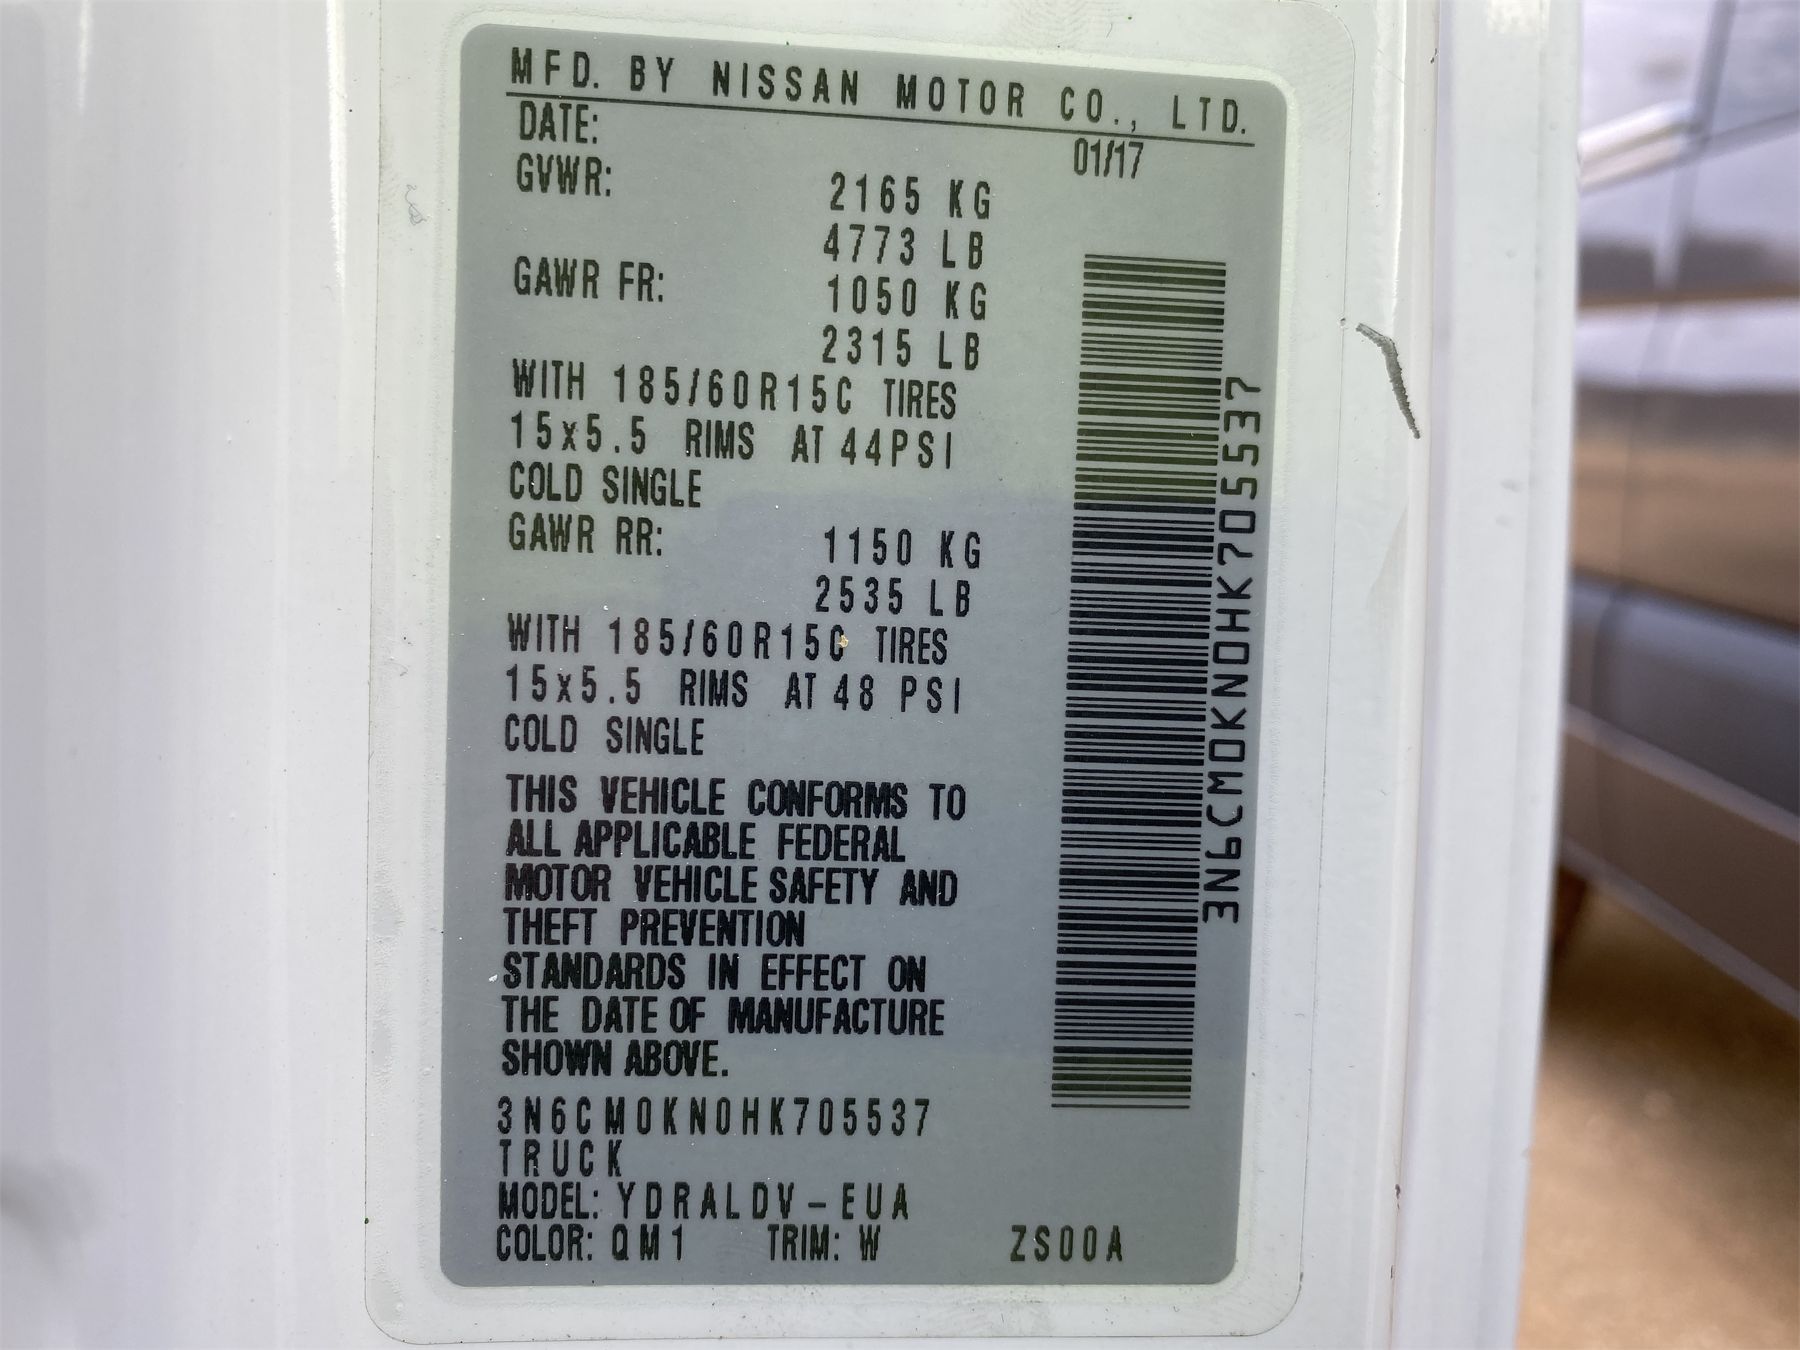 MFD. BY NISSAN MOTOR CO., LTD.
DATE: 01/17
GVWR: 2165 KG
4773 LB
GAWR FR: 1050 KG
2315 LB
WITH 185/60R15C TIRES
15x5.5 RIMS AT 44PSI
COLD SINGLE
GAWR RR: 1150 KG
2535 LB
WITH 185/60R15C TIRES
15x5.5 RIMS AT 48 PSI
COLD SINGLE
THIS VEHICLE CONFORMS TO
ALL APPLICABLE FEDERAL
MOTOR VEHICLE SAFETY AND
THEFT PREVENTION
STANDARDS IN EFFECT ON
THE DATE OF MANUFACTURE
SHOWN ABOVE.
3N6CM0KN0HK705537
TRUCK
MODEL: YDRALDV-EUA
COLOR: QM1 TRIM: W ZS00A
3N6CM0KN0HK705537